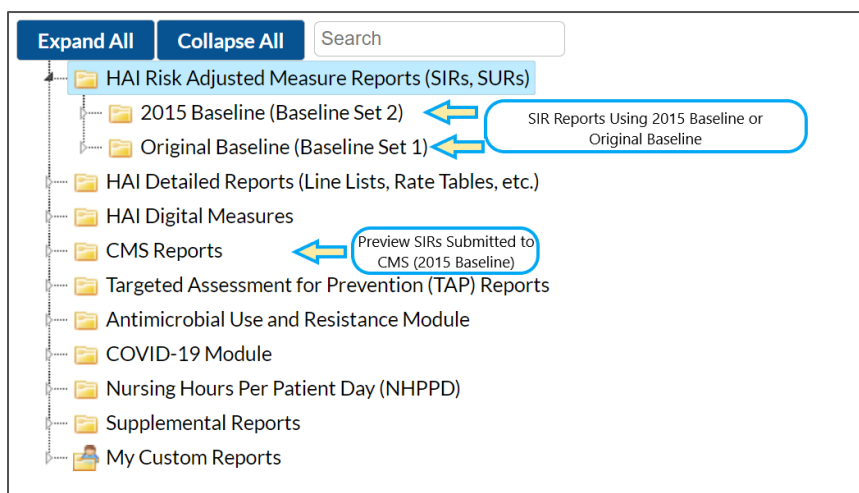 Expand All
Collapse All
Search
HAI Risk Adjusted Measure Reports (SIRs, SURs)
2015 Baseline (Baseline Set 2)
SIR Reports Using 2015 Baseline or
Original Baseline
Original Baseline (Baseline Set 1)
HAI Detailed Reports (Line Lists, Rate Tables, etc.)
HAI Digital Measures
CMS Reports
Preview SIRs Submitted to
CMS (2015 Baseline)
Targeted Assessment for Prevention (TAP) Reports
Antimicrobial Use and Resistance Module
COVID-19 Module
Nursing Hours Per Patient Day (NHPPD)
Supplemental Reports
My Custom Reports